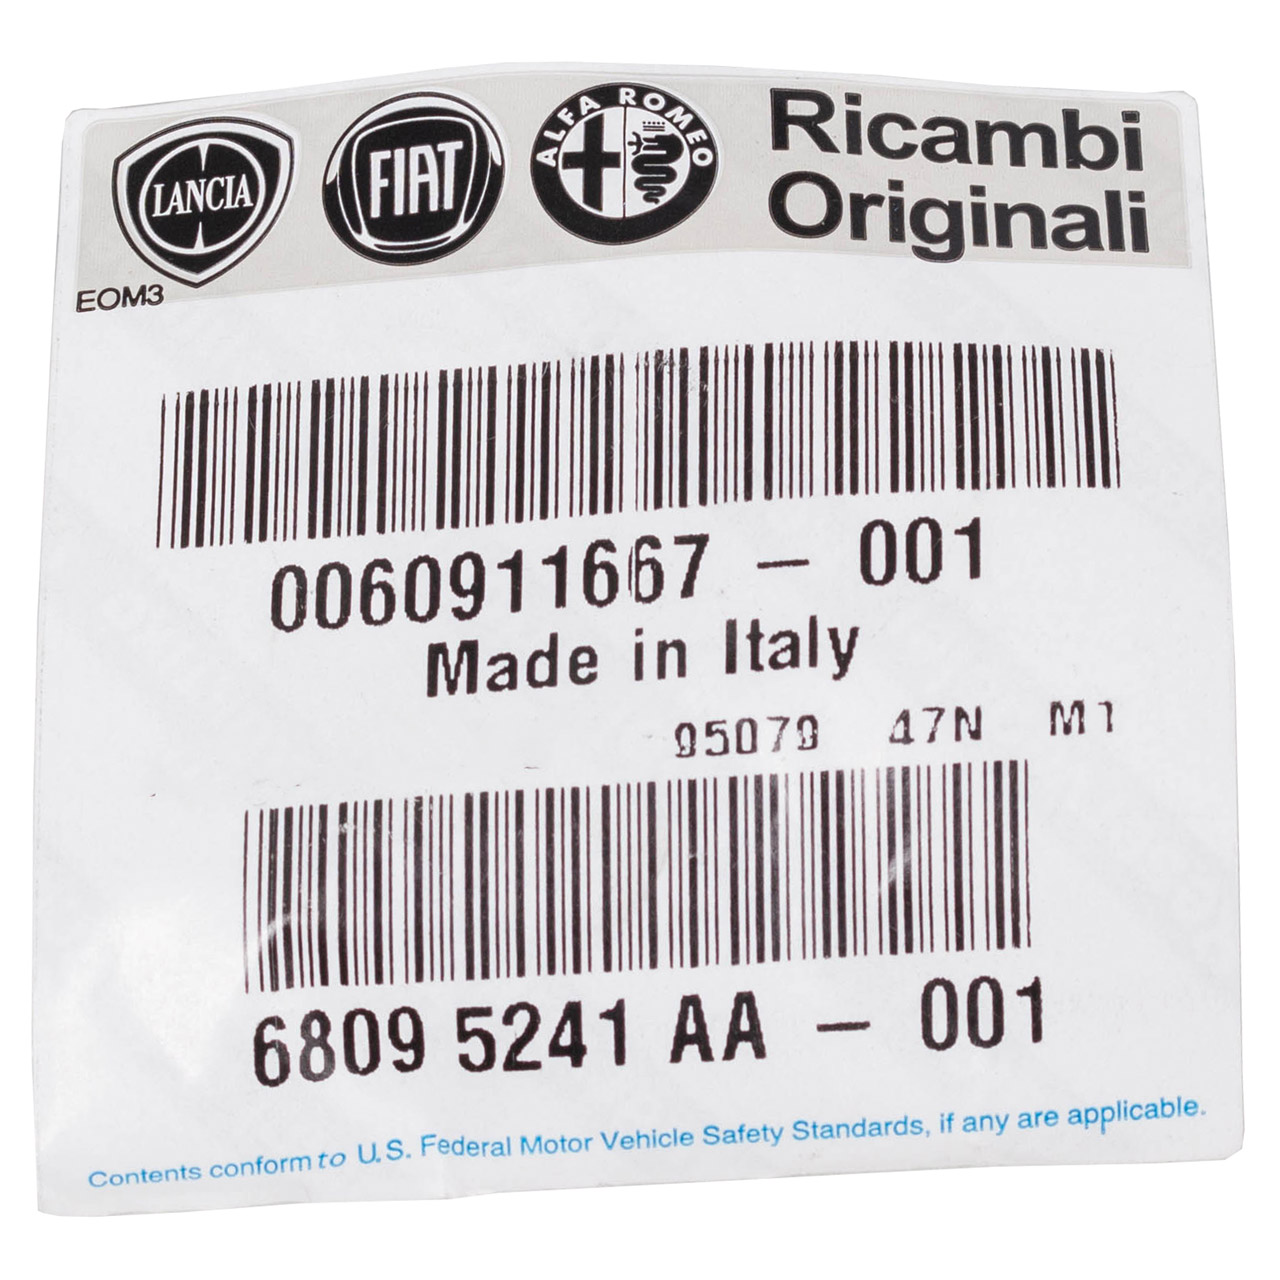 LANCIA
FIAT
ALFA ROMEO
Ricambi
Originali
EOM3
0060911667 - 001
Made in Italy
95079 47N M1
6809 5241 AA - 001
Contents conform to U.S. Federal Motor Vehicle Safety Standards, if any are applicable.